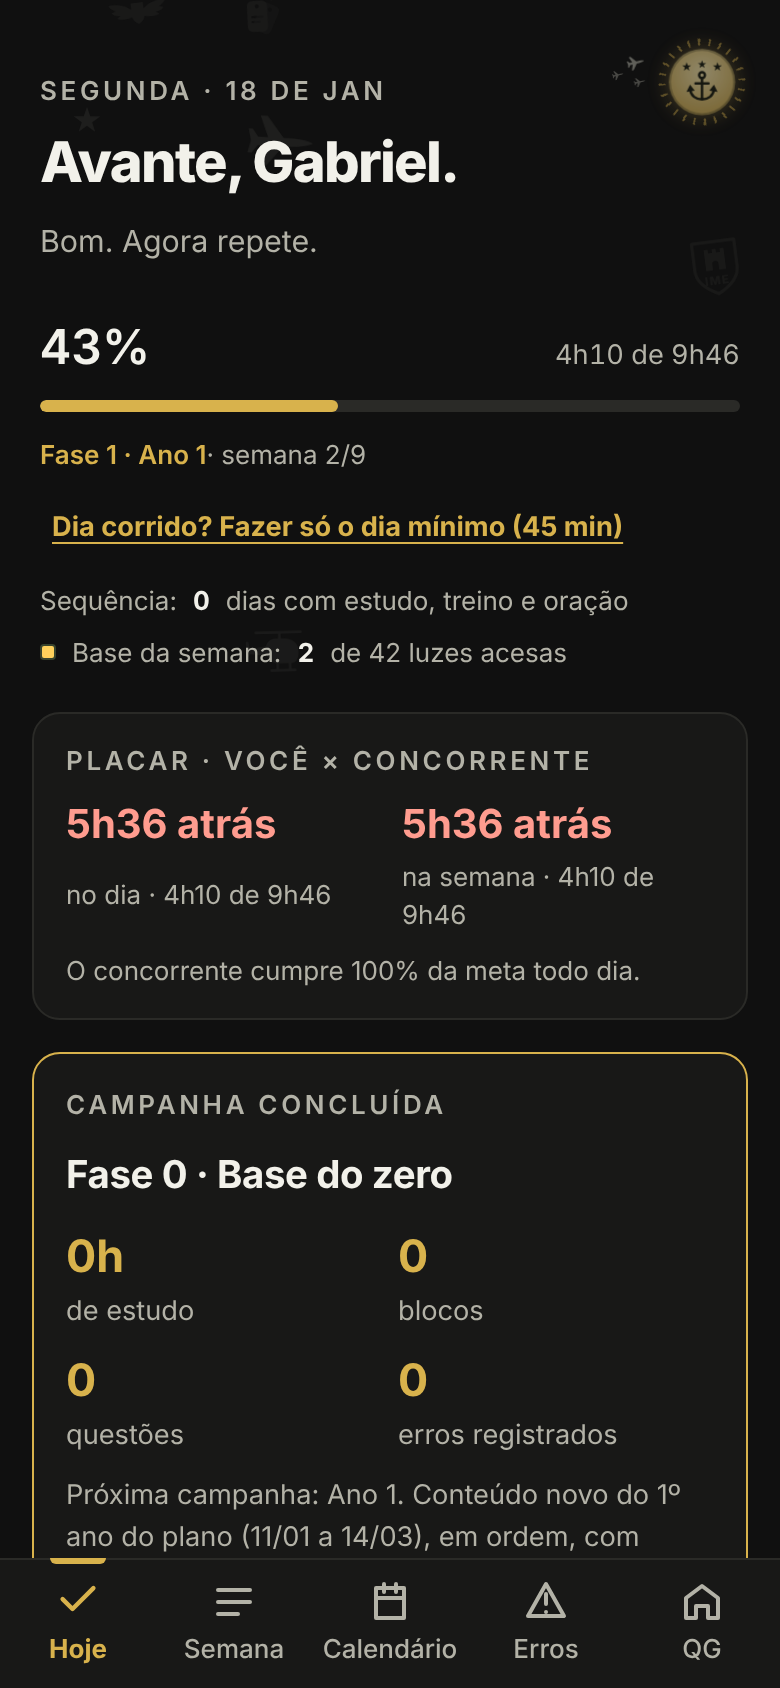 SEGUNDA · 18 DE JAN
Avante, Gabriel.
Bom. Agora repete.
IME
43%
4h10 de 9h46
Fase 1 · Ano 1· semana 2/9
Dia corrido? Fazer só o dia mínimo (45 min)
Sequência: 0 dias com estudo, treino e oração
Base da semana: 2 de 42 luzes acesas
PLACAR · VOCÊ × CONCORRENTE
5h36 atrás
no dia · 4h10 de 9h46
5h36 atrás
na semana · 4h10 de
9h46
O concorrente cumpre 100% da meta todo dia.
CAMPANHA CONCLUÍDA
Fase 0 · Base do zero
0h
de estudo
0
blocos
0
questões
0
erros registrados
Próxima campanha: Ano 1. Conteúdo novo do 1º
ano do plano (11/01 a 14/03), em ordem, com
Hoje
Semana
Calendário
Erros
QG